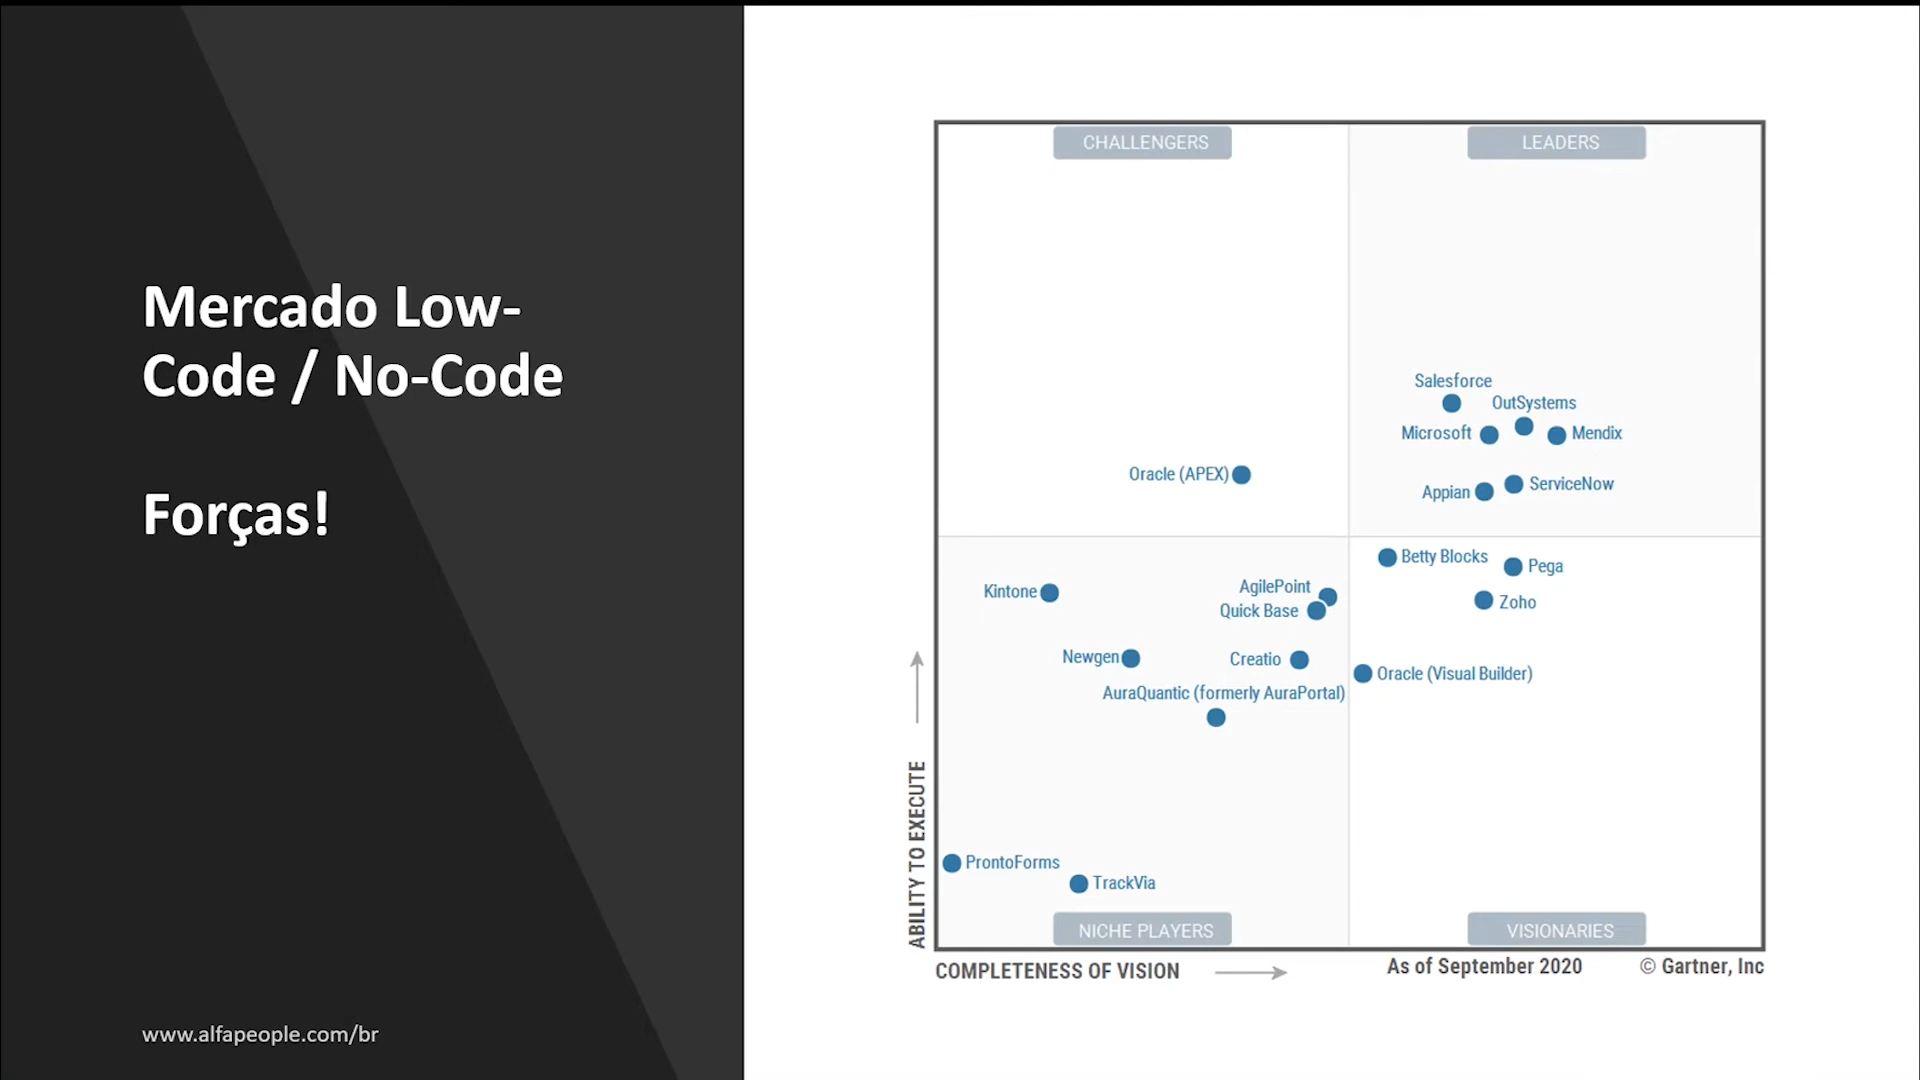 Mercado Low-
Code / No-Code
Forças!
www.alfapeople.com/br
CHALLENGERS
LEADERS
Salesforce
OutSystems
Microsoft
Mendix
Oracle (APEX)
ServiceNow
Appian
Betty Blocks
Pega
Kintone
AgilePoint
Zoho
Quick Base
Newgen
Creatio
Oracle (Visual Builder)
AuraQuantic (formerly AuraPortal)
ProntoForms
TrackVia
NICHE PLAYERS
VISIONARIES
ABILITY TO EXECUTE
COMPLETENESS OF VISION
As of September 2020
© Gartner, Inc